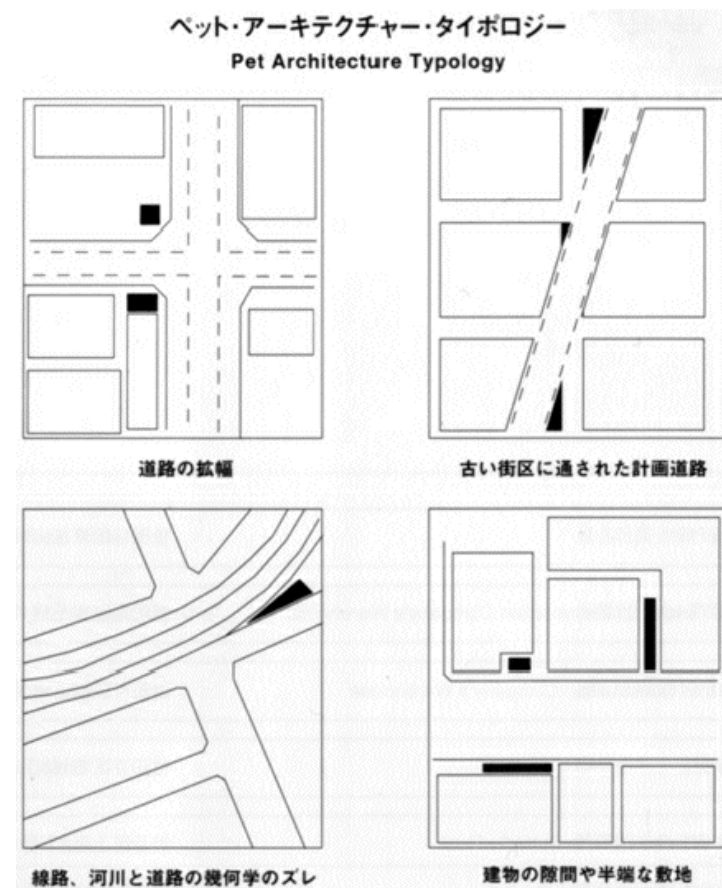 ペット・アーキテクチャー・タイポロジー
Pet Architecture Typology
道路の拡幅
古い街区に通された計画道路
線路、河川と道路の幾何学のズレ
建物の隙間や半端な敷地